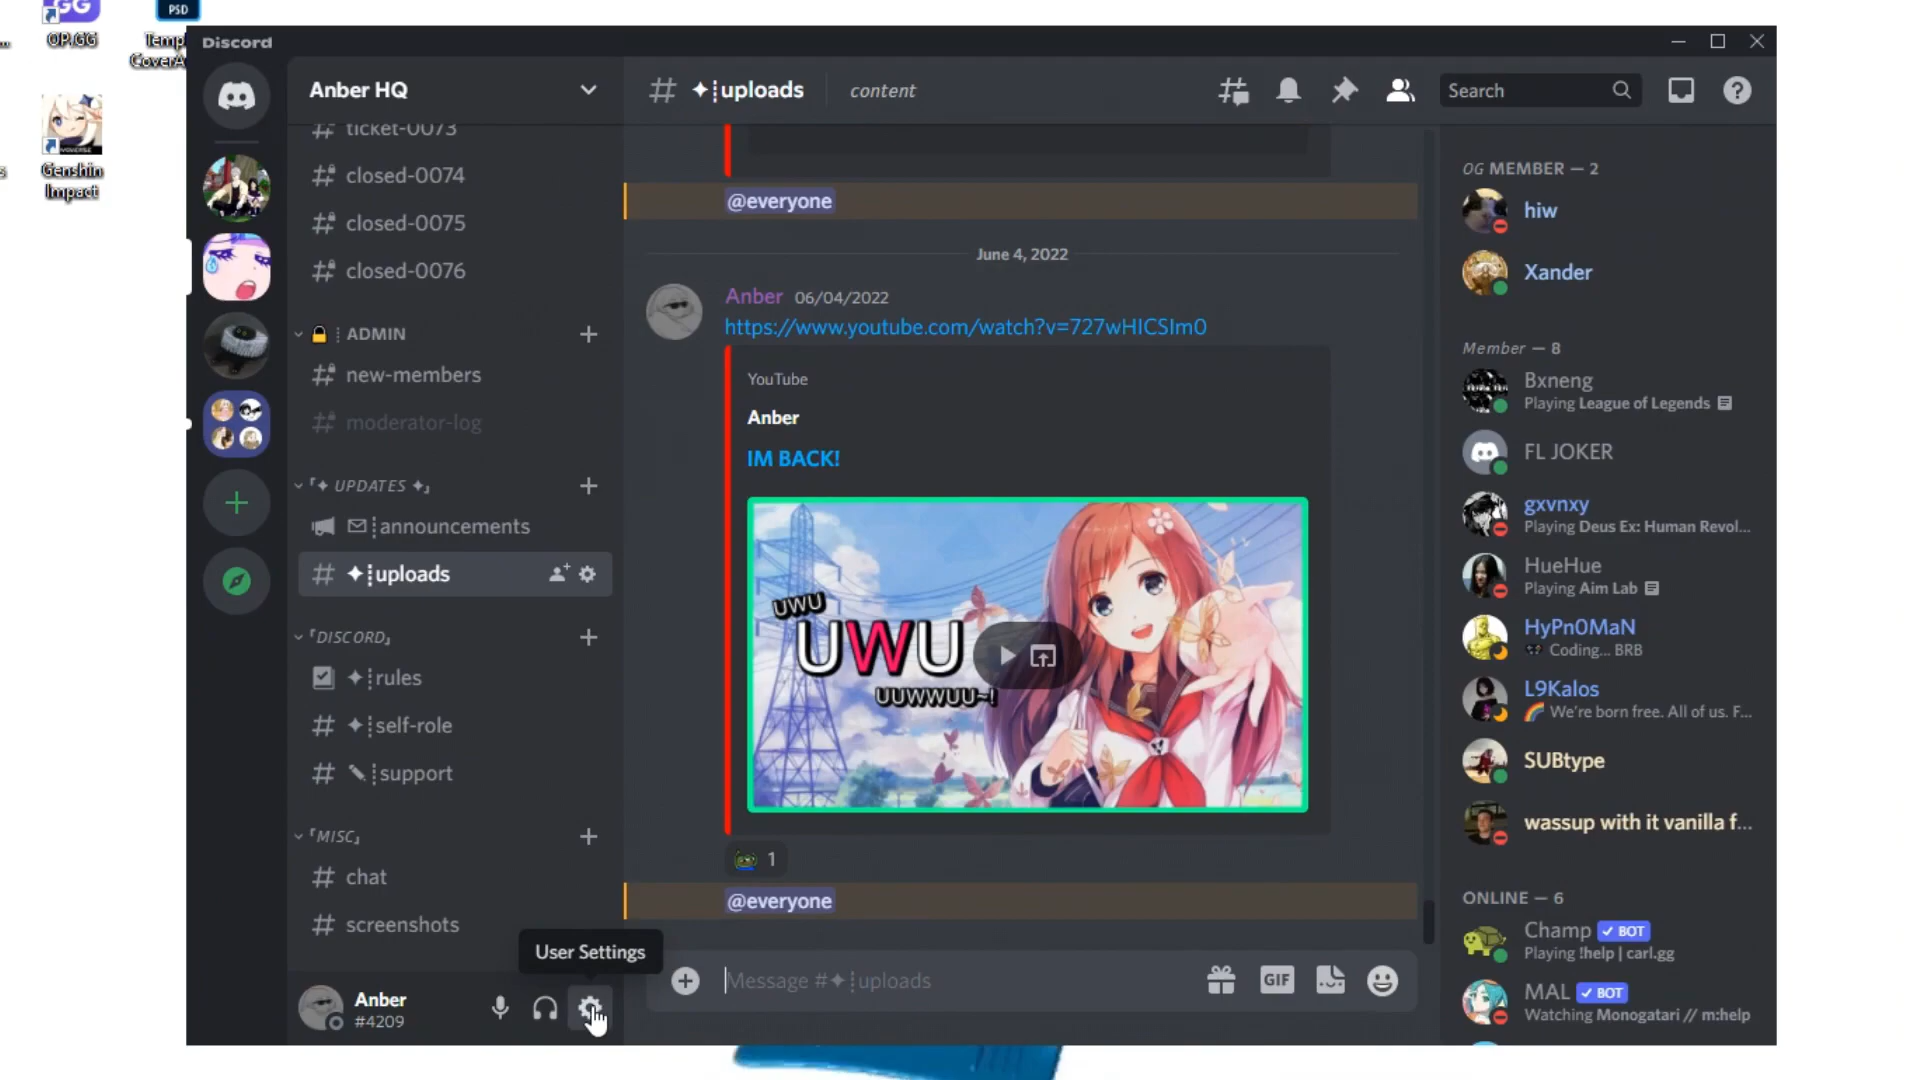 OP.GG
PSD
Temp
CoverA
Genshin
Impact
Discord
Anber HQ
ticket-0073
closed-0074
closed-0075
closed-0076
ADMIN
new-members
moderator-log
「✦ UPDATES ✦」
announcements
✦┊uploads
「DISCORD」
✦┊rules
✦┊self-role
support
「MISC」
chat
screenshots
User Settings
Anber
#4209
✦┊uploads
content
Search
@everyone
June 4, 2022
Anber 06/04/2022
https://www.youtube.com/watch?v=727wHICSIm0
YouTube
Anber
IM BACK!
UWU
UWU
UUWWUU~!
1
@everyone
Message #✦┊uploads
GIF
OG MEMBER — 2
hiw
Xander
Member — 8
Bxneng
Playing League of Legends
FL JOKER
gxvnxy
Playing Deus Ex: Human Revol...
HueHue
Playing Aim Lab
HyPn0MaN
Coding... BRB
L9Kalos
We're born free. All of us. F...
SUBtype
wassup with it vanilla f...
ONLINE — 6
Champ ✓ BOT
Playing !help | carl.gg
MAL ✓ BOT
Watching Monogatari // m:help